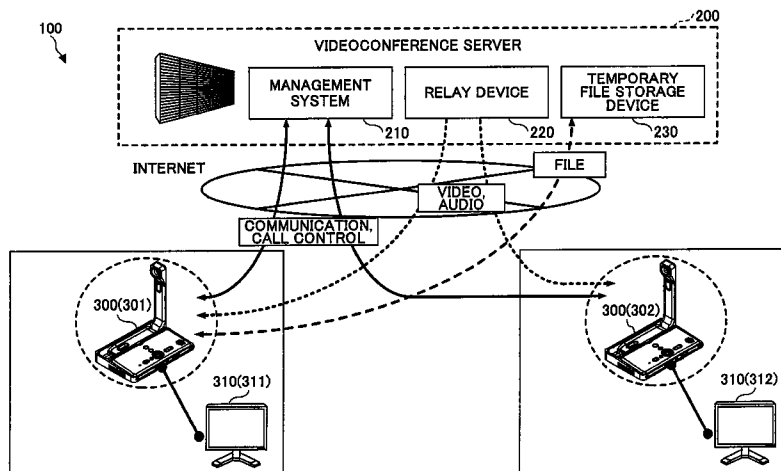 100
200
VIDEOCONFERENCE SERVER
MANAGEMENT
SYSTEM
RELAY DEVICE
TEMPORARY
FILE STORAGE
DEVICE
210
220
230
INTERNET
FILE
VIDEO,
AUDIO
COMMUNICATION,
CALL CONTROL
300(301)
300(302)
310(311)
310(312)